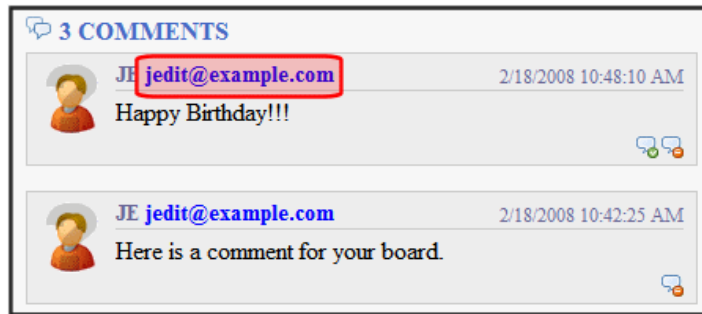 3 COMMENTS
JE jedit@example.com 2/18/2008 10:48:10 AM
Happy Birthday!!!
JE jedit@example.com 2/18/2008 10:42:25 AM
Here is a comment for your board.